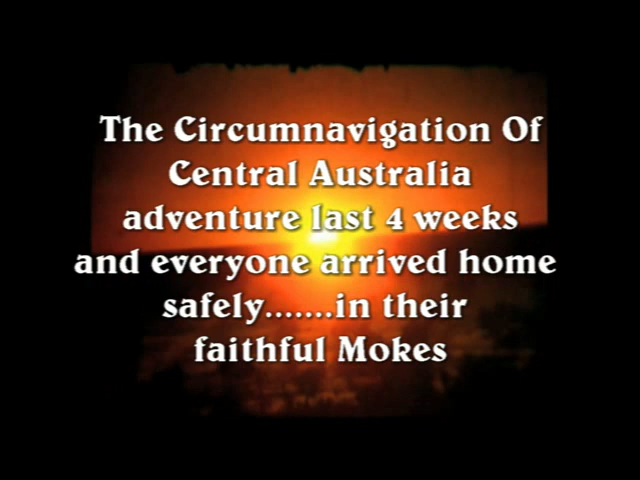 The Circumnavigation Of
Central Australia
adventure last 4 weeks
and everyone arrived home
safely.......in their
faithful Mokes